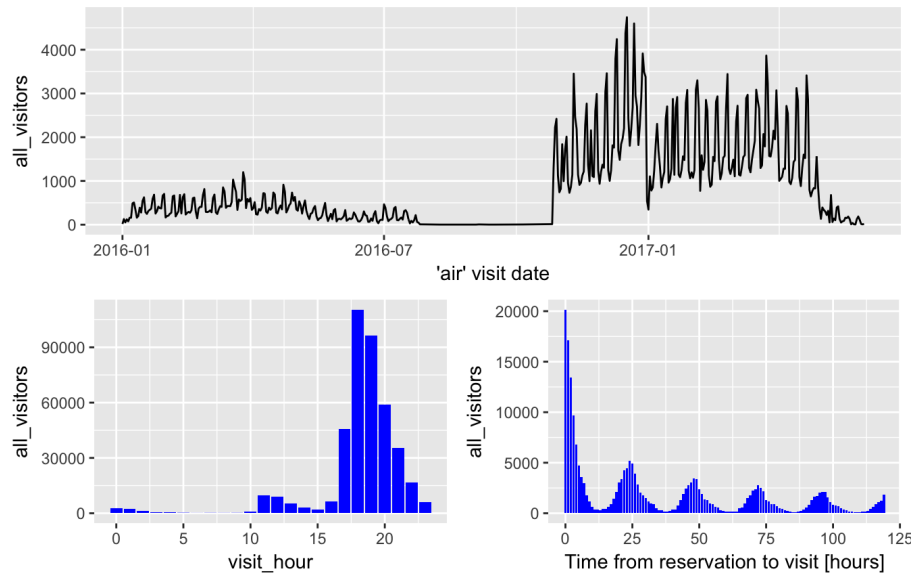 4000
3000
2000
1000
0
all_visitors
2016-01 2016-07 2017-01
'air' visit date
90000
60000
30000
0
all_visitors
0 5 10 15 20
visit_hour
20000
15000
10000
5000
0
all_visitors
0 25 50 75 100 125
Time from reservation to visit [hours]